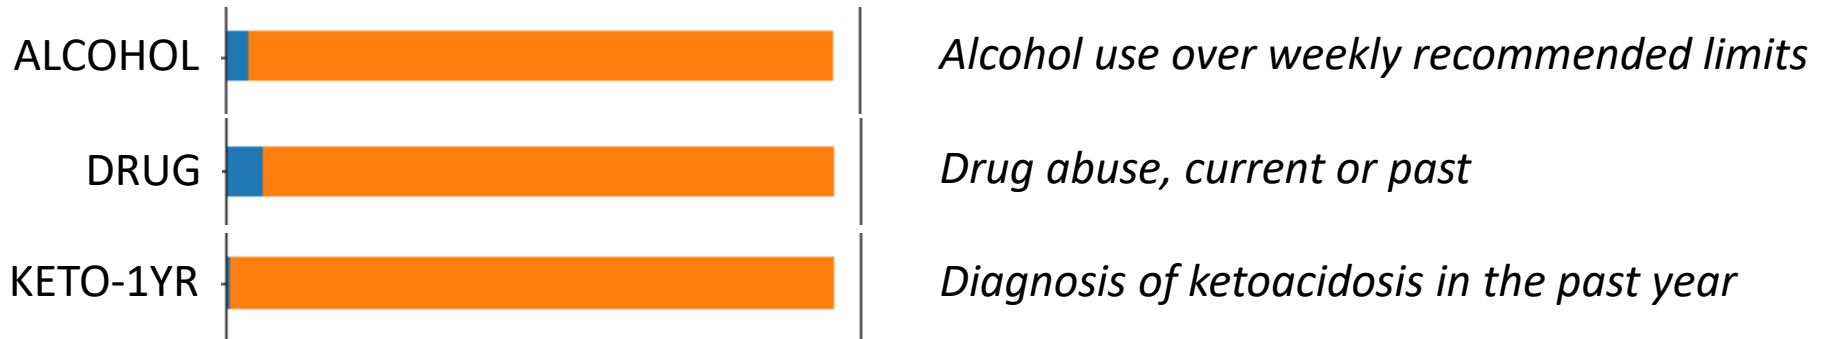 ALCOHOL Alcohol use over weekly recommended limits
DRUG Drug abuse, current or past
KETO-1YR Diagnosis of ketoacidosis in the past year